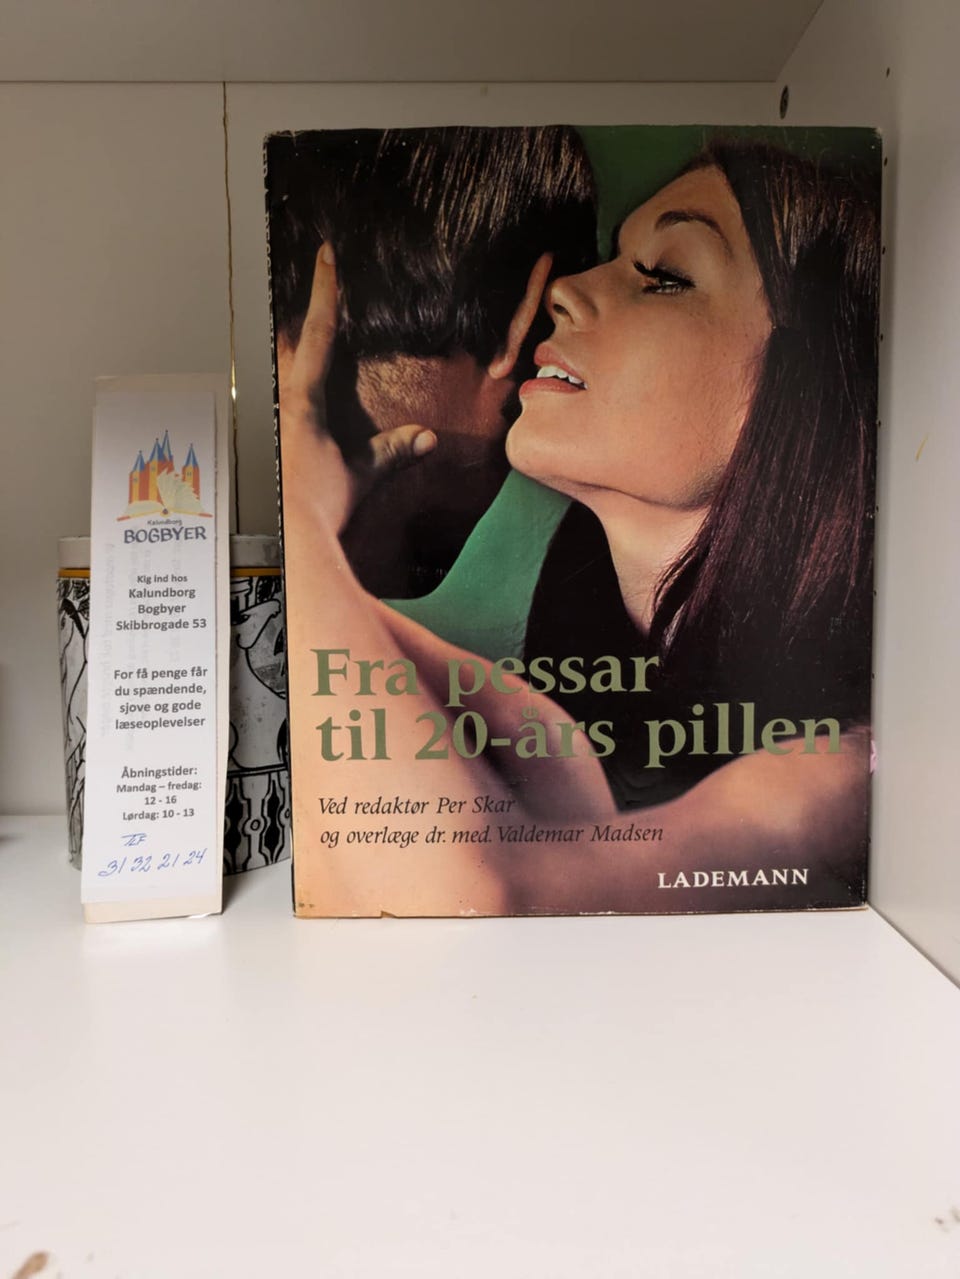 Kalundborg
BOGBYER
Kig ind hos
Kalundborg
Bogbyer
Skibbrogade 53
For få penge får
du spændende,
sjove og gode
læseoplevelser
Åbningstider:
Mandag – fredag:
12 - 16
Lørdag: 10 - 13
Tlf
31 32 21 24
Fra pessar
til 20-års pillen
Ved redaktør Per Skar
og overlæge dr. med. Valdemar Madsen
LADEMANN